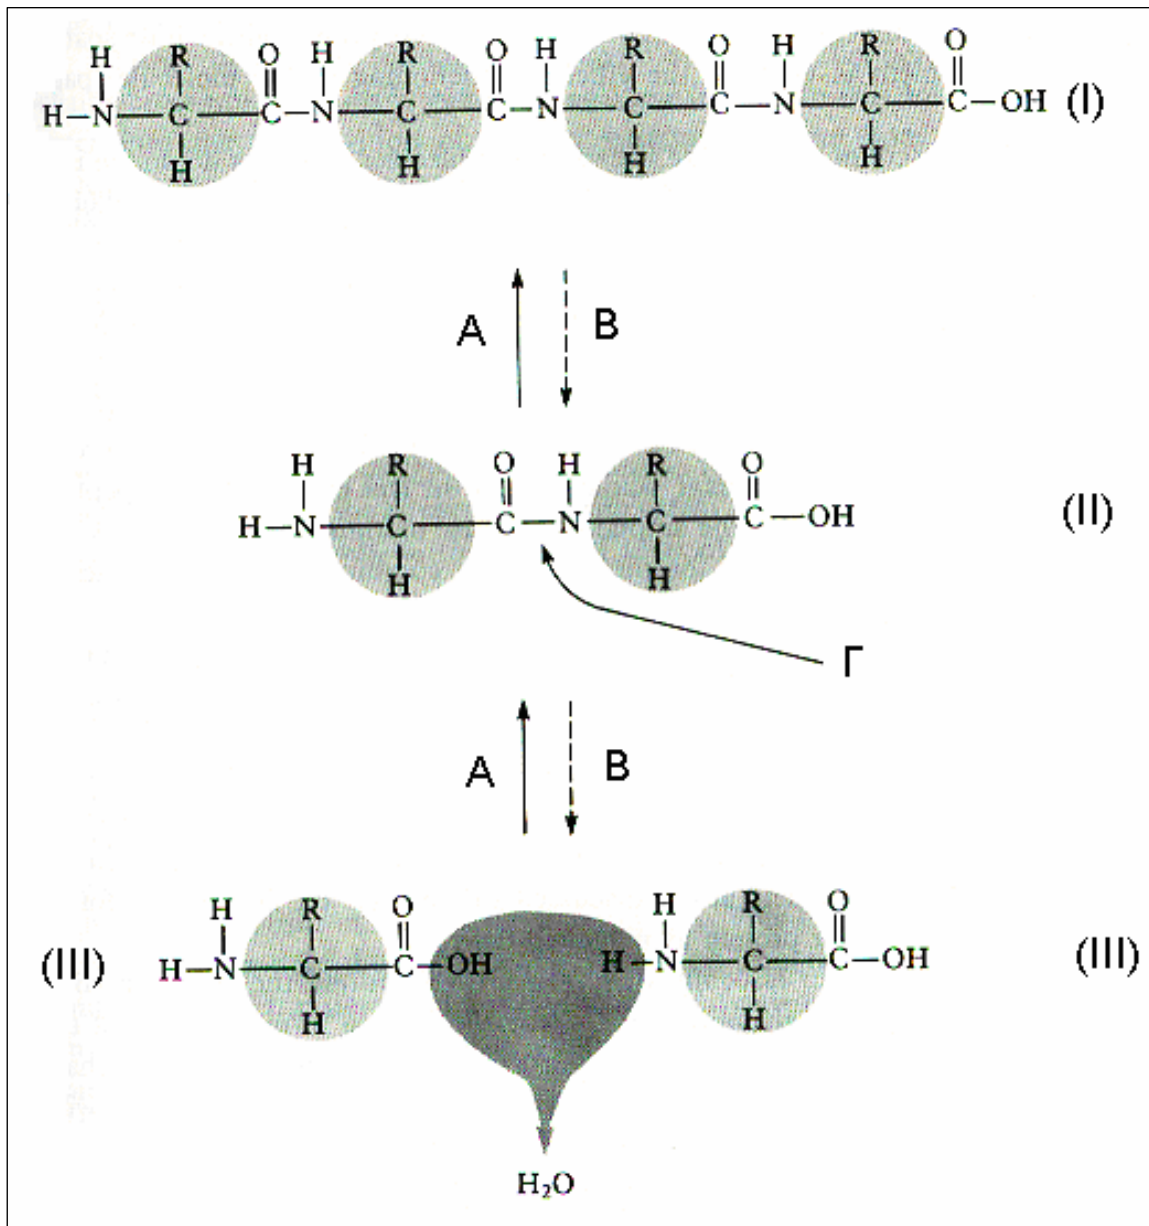 H H R O H R O H R O H R O
H–N–C–C–N–C–C–N–C–C–N–C–C–OH (I)
H H H H
A B
H R O H R O
H–N–C–C–N–C–C–OH (II)
H H
Γ
A B
H R O H R O
(III) H–N–C–C–OH H–N–C–C–OH (III)
H H
H₂O